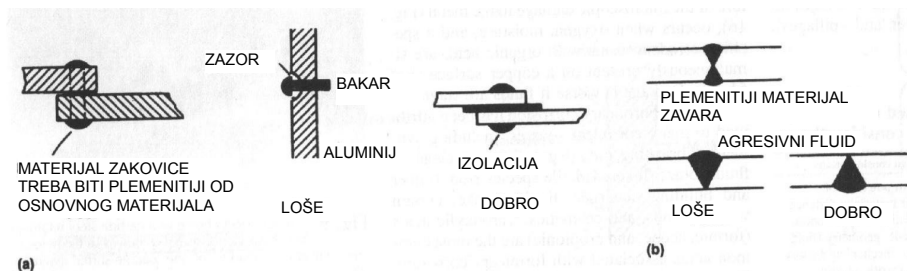 ZAZOR
BAKAR
ALUMINIJ
LOŠE
MATERIJAL ZAKOVICE
TREBA BITI PLEMENITIJI OD
OSNOVNOG MATERIJALA
(a)
IZOLACIJA
DOBRO
PLEMENITIJI MATERIJAL
ZAVARA
AGRESIVNI FLUID
LOŠE
DOBRO
(b)